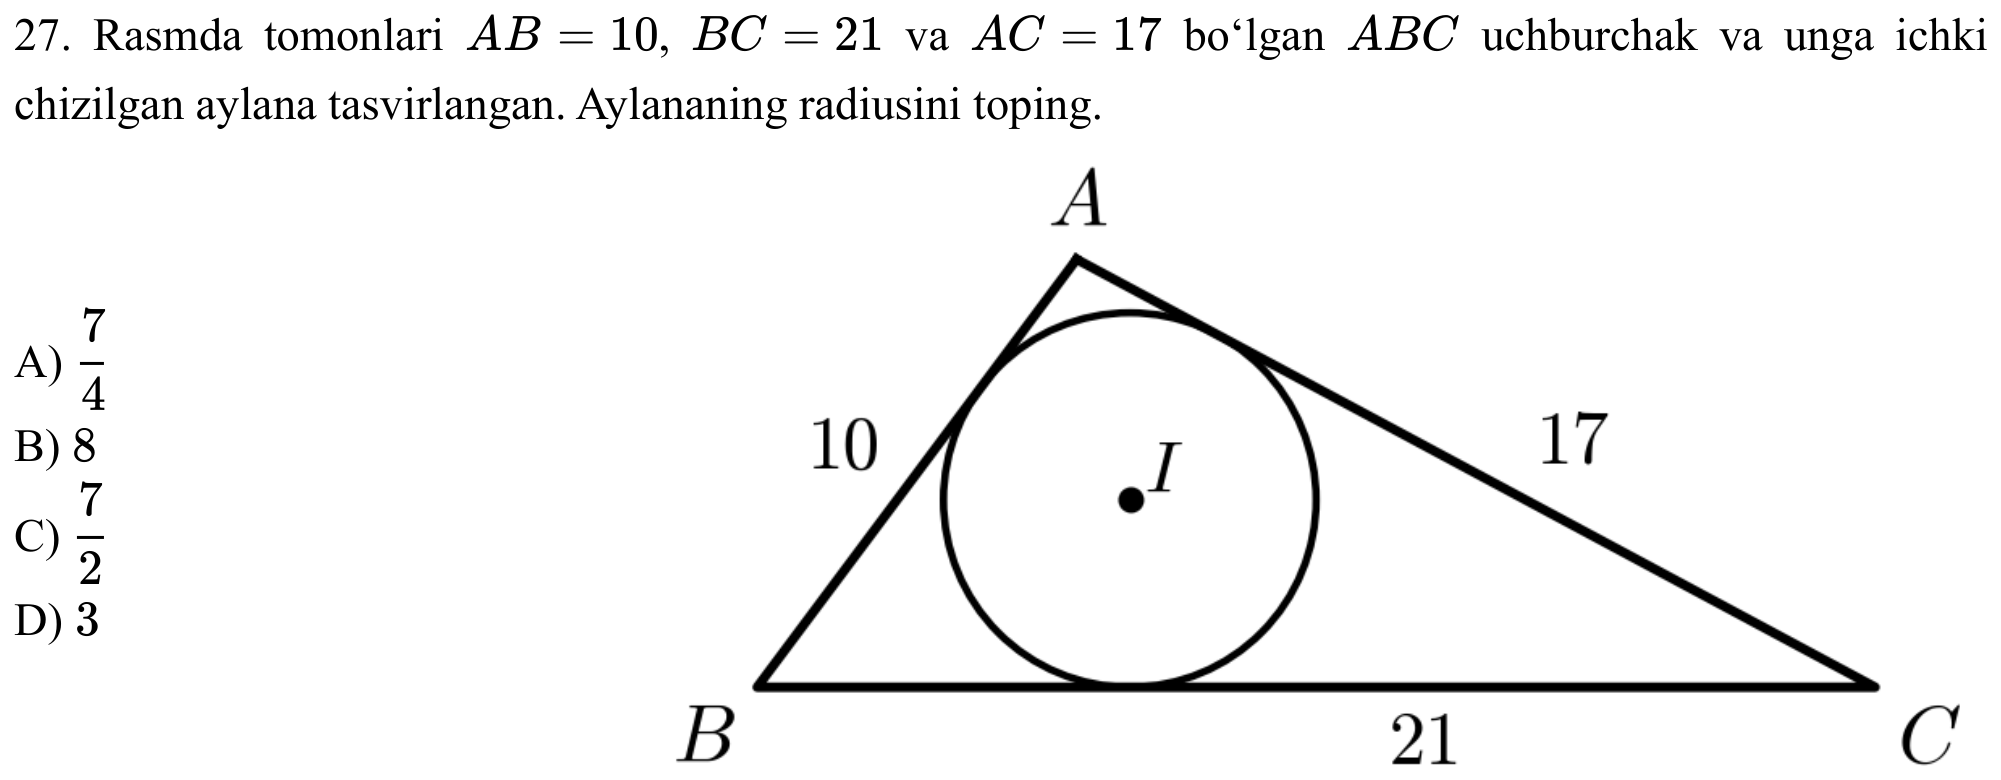 27. Rasmda tomonlari AB = 10, BC = 21 va AC = 17 bo‘lgan ABC uchburchak va unga ichki
chizilgan aylana tasvirlangan. Aylananing radiusini toping.
A
A) 7/4
B) 8
10
I
17
C) 7/2
D) 3
B
21
C